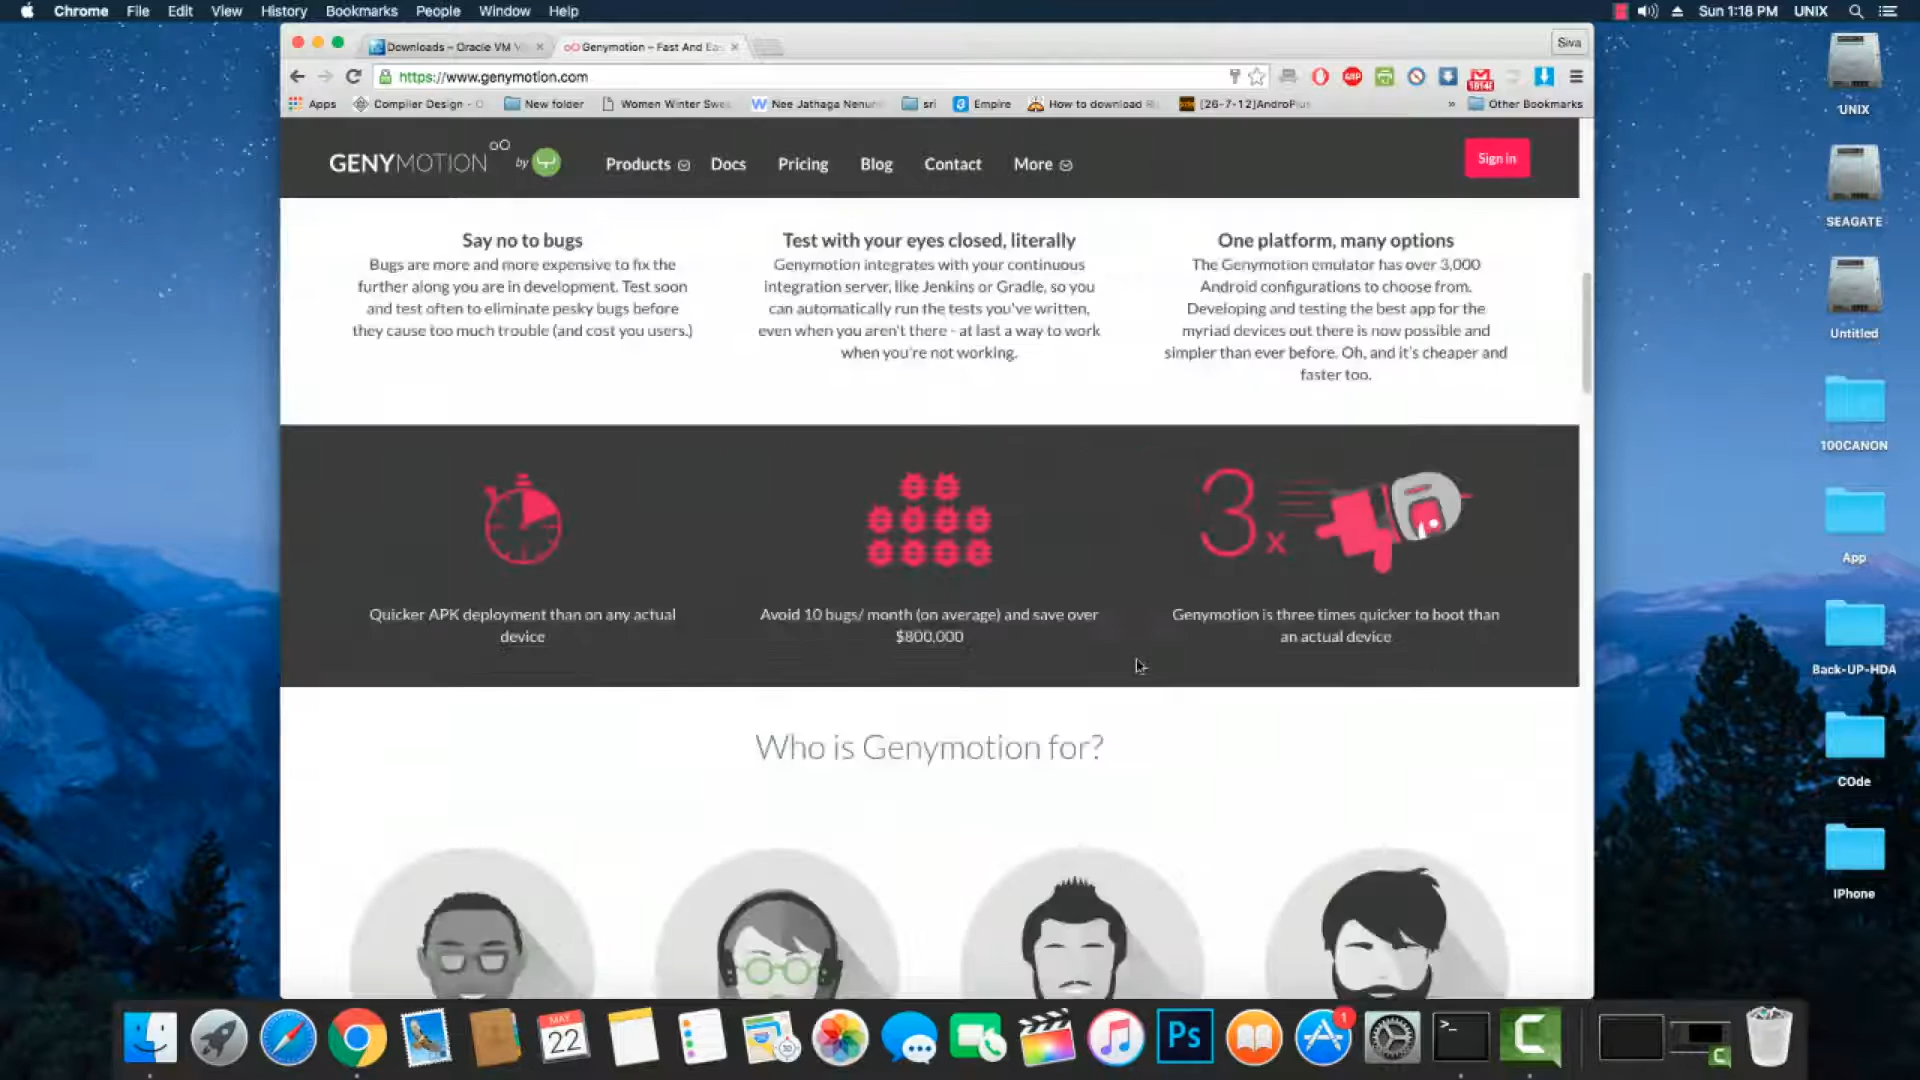 Chrome File Edit View History Bookmarks People Window Help
Sun 1:18 PM UNIX
Downloads – Oracle VM V
Genymotion – Fast And Eas
Siva
https://www.genymotion.com
Apps
Compiler Design -
New folder
Women Winter Swe
Nee Jathaga Nenu
sri
Empire
How to download
[26-7-12]AndroPlus
»
Other Bookmarks
GENYMOTION by
Products Docs Pricing Blog Contact More
Sign in
Say no to bugs
Bugs are more and more expensive to fix the
further along you are in development. Test soon
and test often to eliminate pesky bugs before
they cause too much trouble (and cost you users.)
Test with your eyes closed, literally
Genymotion integrates with your continuous
integration server, like Jenkins or Gradle, so you
can automatically run the tests you've written,
even when you aren't there - at last a way to work
when you're not working.
One platform, many options
The Genymotion emulator has over 3,000
Android configurations to choose from.
Developing and testing the best app for the
myriad devices out there is now possible and
simpler than ever before. Oh, and it's cheaper and
faster too.
3x
Quicker APK deployment than on any actual
device
Avoid 10 bugs/ month (on average) and save over
$800,000
Genymotion is three times quicker to boot than
an actual device
Who is Genymotion for?
UNIX
SEAGATE
Untitled
100CANON
App
Back-UP-HDA
COde
IPhone
MAY
22
Ps
1
>_
C